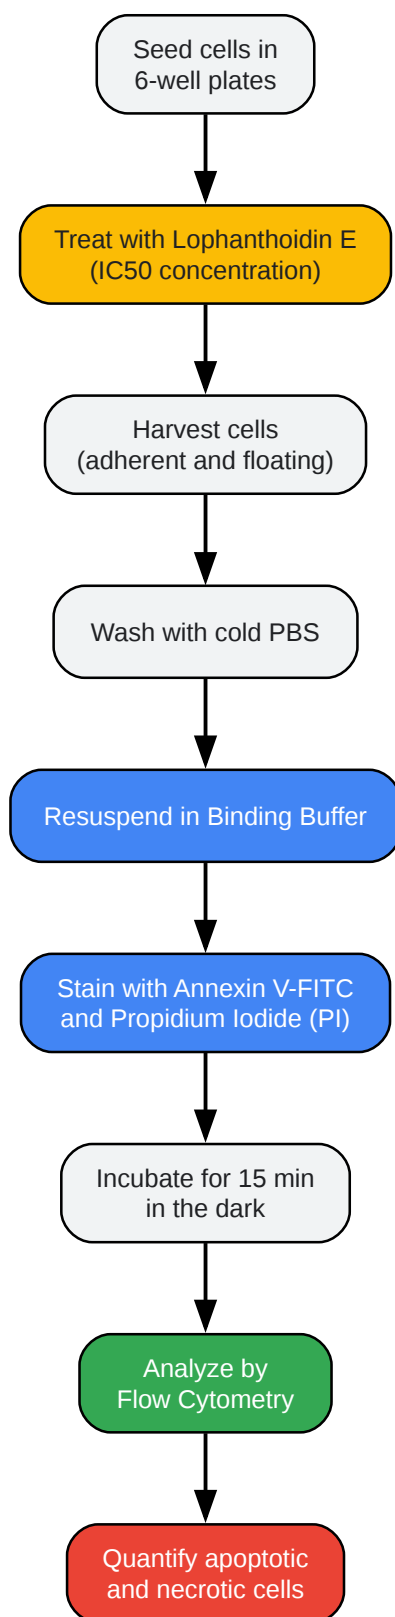 Seed cells in
6-well plates
Treat with Lophanthoidin E
(IC50 concentration)
Harvest cells
(adherent and floating)
Wash with cold PBS
Resuspend in Binding Buffer
Stain with Annexin V-FITC
and Propidium Iodide (PI)
Incubate for 15 min
in the dark
Analyze by
Flow Cytometry
Quantify apoptotic
and necrotic cells